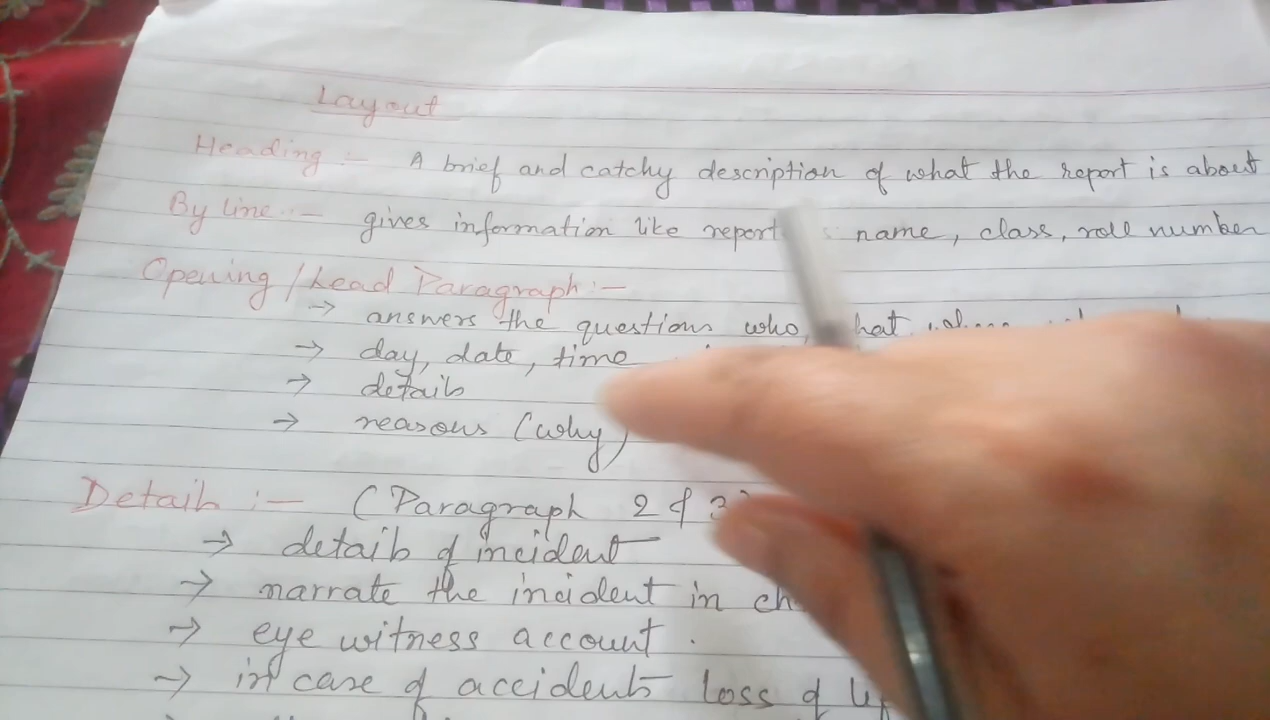 Layout
Heading :- A brief and catchy description of what the report is about
By line :- gives information like report name, class, roll number
Opening / Lead Paragraph :-
→ answers the question who,
→ day, date, time
→ details
→ reasons (why)
Details :- (Paragraph 2 & 3)
→ details of incident
→ narrate the incident in
→ eye witness account.
→ in case of accidents loss of